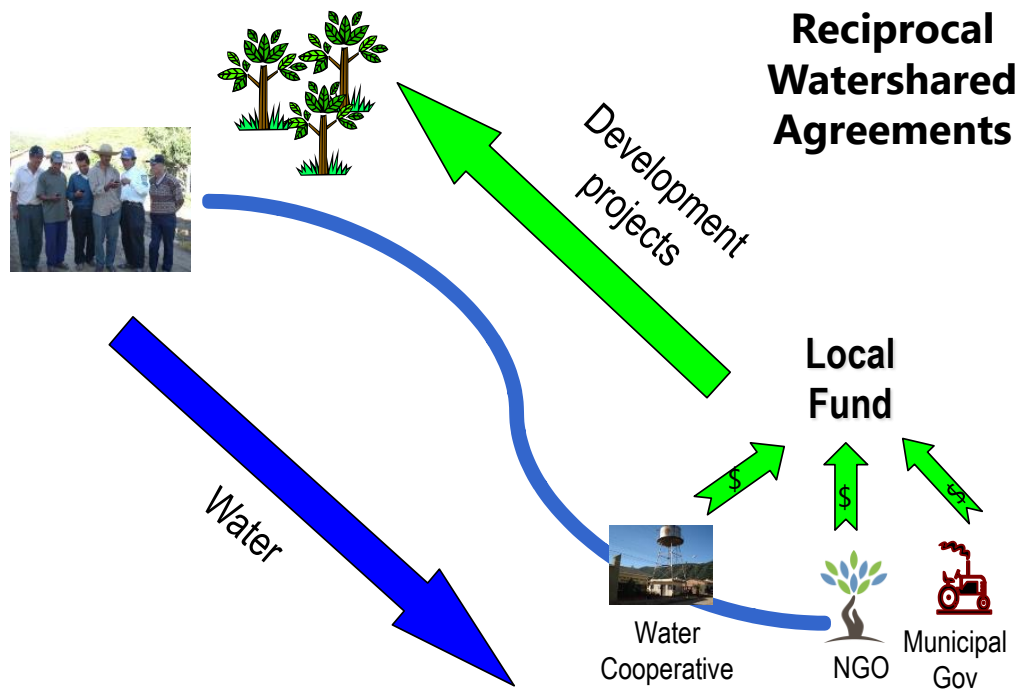 Reciprocal
Watershared
Agreements
Development
projects
Local
Fund
$
$
$
Water
Water
Cooperative
NGO
Municipal
Gov